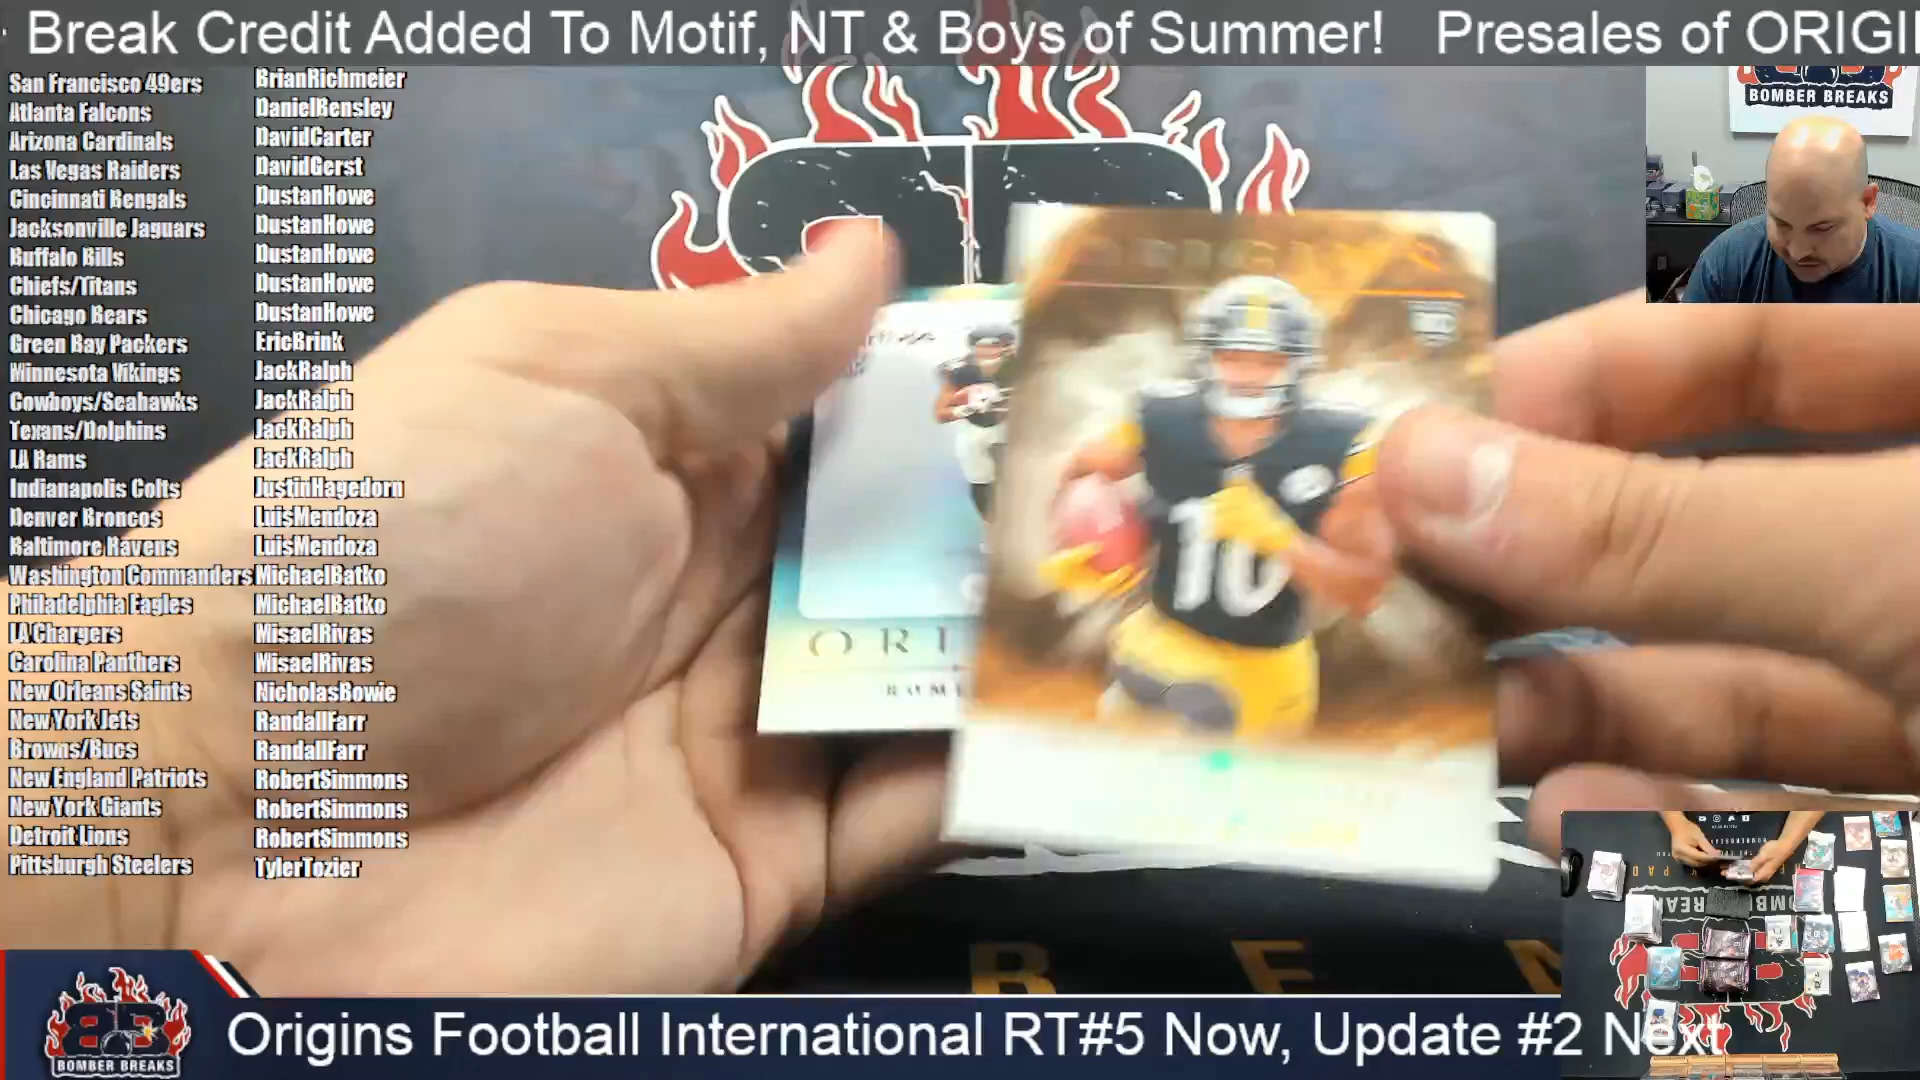 Break Credit Added To Motif, NT & Boys of Summer! Presales of ORIGI
San Francisco 49ers BrianRichmeier
Atlanta Falcons DanielBensley
Arizona Cardinals DavidCarter
Las Vegas Raiders DavidGerst
Cincinnati Bengals DustanHowe
Jacksonville Jaguars DustanHowe
Buffalo Bills DustanHowe
Chiefs/Titans DustanHowe
Chicago Bears DustanHowe
Green Bay Packers EricBrink
Minnesota Vikings JackRalph
Cowboys/Seahawks JackRalph
Texans/Dolphins JackRalph
LA Rams JackRalph
Indianapolis Colts JustinHagedorn
Denver Broncos LuisMendoza
Baltimore Ravens LuisMendoza
Washington Commanders MichaelBatko
Philadelphia Eagles MichaelBatko
LA Chargers MisaelRivas
Carolina Panthers MisaelRivas
New Orleans Saints NicholasBowie
New York Jets RandallFarr
Browns/Bucs RandallFarr
New England Patriots RobertSimmons
New York Giants RobertSimmons
Detroit Lions RobertSimmons
Pittsburgh Steelers TylerTozier
BOMBER BREAKS
10
ORI
B E N
BOMBER BREAKS
Origins Football International RT#5 Now, Update #2 Next